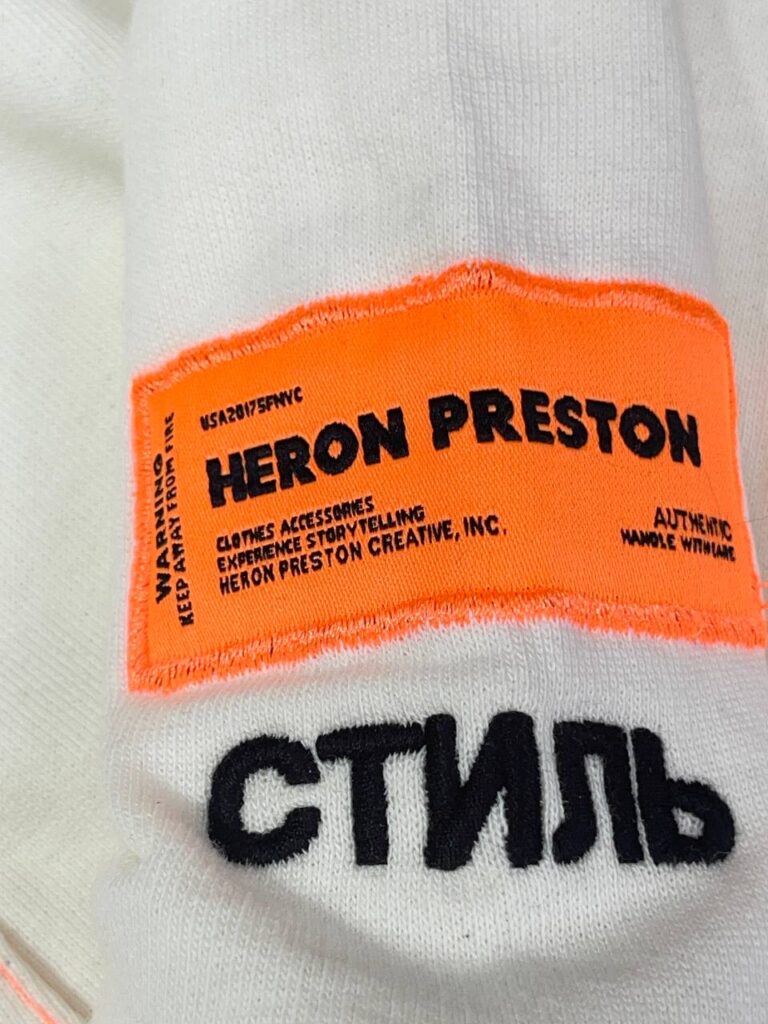 WARNING
KEEP AWAY FROM FIRE
USA20175FNYC
HERON PRESTON
CLOTHES ACCESSORIES
EXPERIENCE STORYTELLING
HERON PRESTON CREATIVE, INC.
AUTHENTIC
HANDLE WITH CARE
СТИЛЬ